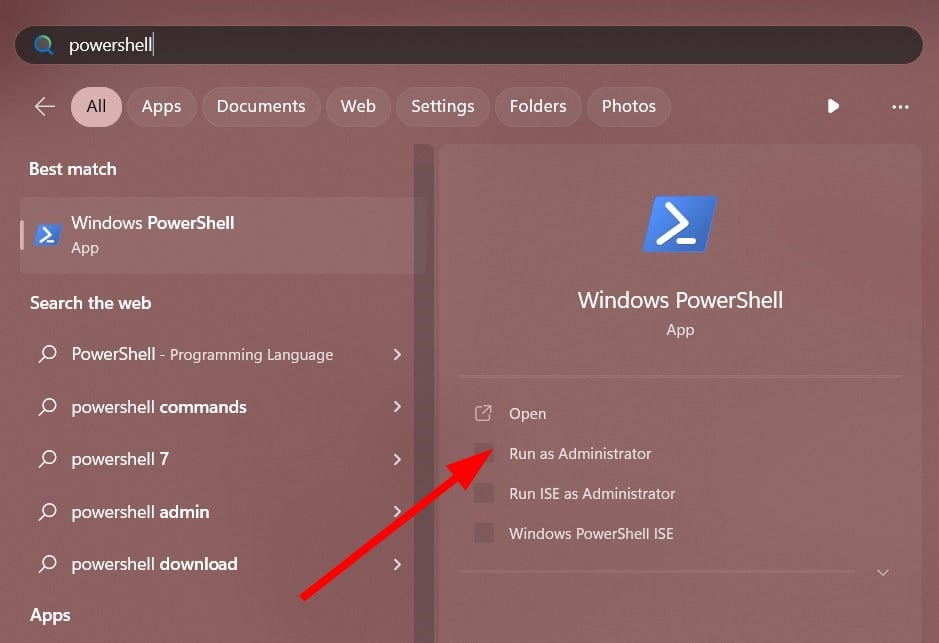 powershell
All
Apps
Documents
Web
Settings
Folders
Photos
Best match
Windows PowerShell
App
Search the web
PowerShell - Programming Language
powershell commands
powershell 7
powershell admin
powershell download
Apps
Windows PowerShell
App
Open
Run as Administrator
Run ISE as Administrator
Windows PowerShell ISE